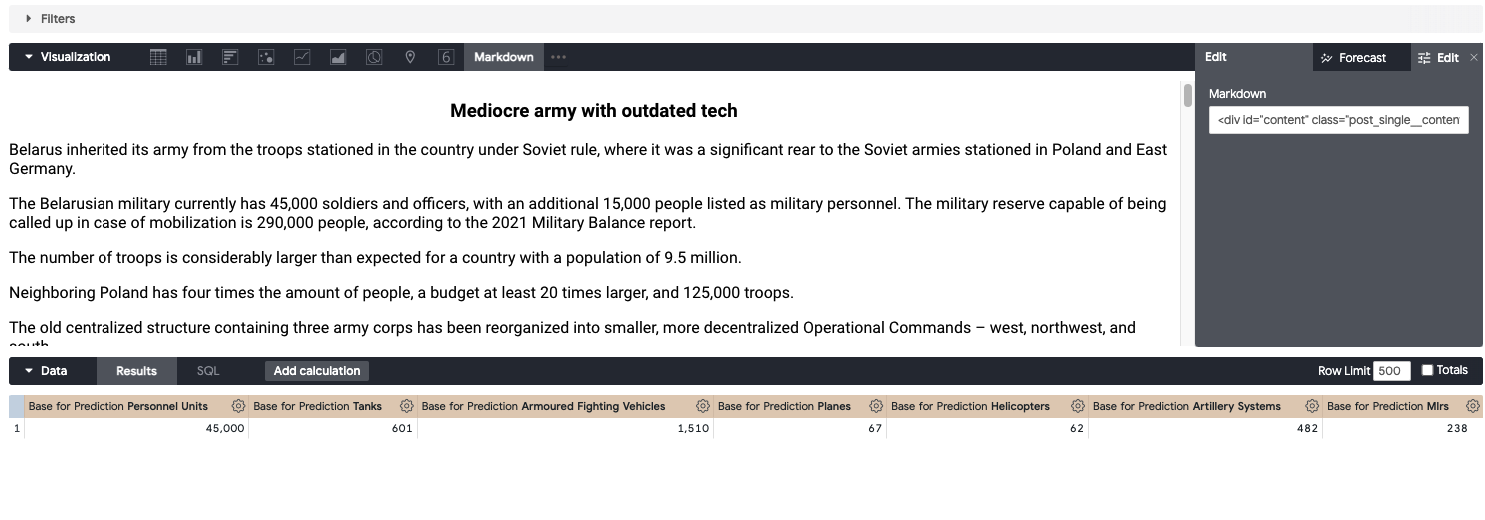 Filters
Visualization 6 Markdown ...
Edit Forecast Edit ×
Markdown
<div id="content" class="post_single__conten
Mediocre army with outdated tech
Belarus inherited its army from the troops stationed in the country under Soviet rule, where it was a significant rear to the Soviet armies stationed in Poland and East
Germany.
The Belarusian military currently has 45,000 soldiers and officers, with an additional 15,000 people listed as military personnel. The military reserve capable of being
called up in case of mobilization is 290,000 people, according to the 2021 Military Balance report.
The number of troops is considerably larger than expected for a country with a population of 9.5 million.
Neighboring Poland has four times the amount of people, a budget at least 20 times larger, and 125,000 troops.
The old centralized structure containing three army corps has been reorganized into smaller, more decentralized Operational Commands – west, northwest, and
south.
Data Results SQL Add calculation Row Limit 500 Totals
Base for Prediction Personnel Units Base for Prediction Tanks Base for Prediction Armoured Fighting Vehicles Base for Prediction Planes Base for Prediction Helicopters Base for Prediction Artillery Systems Base for Prediction Mlrs
1 45,000 601 1,510 67 62 482 238